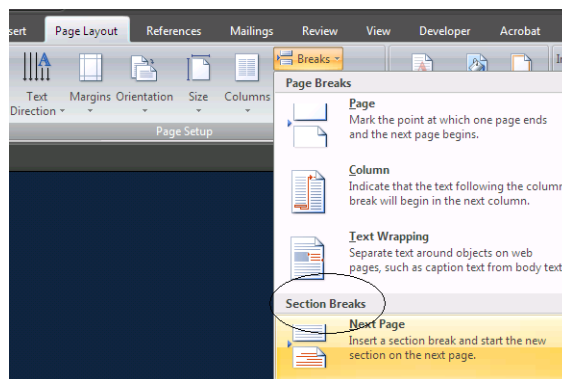 sert Page Layout References Mailings Review View Developer Acrobat
Breaks
Text Direction
Margins Orientation Size Columns
Page Setup
Page Breaks
Page
Mark the point at which one page ends
and the next page begins.
Column
Indicate that the text following the column
break will begin in the next column.
Text Wrapping
Separate text around objects on web
pages, such as caption text from body text
Section Breaks
Next Page
Insert a section break and start the new
section on the next page.